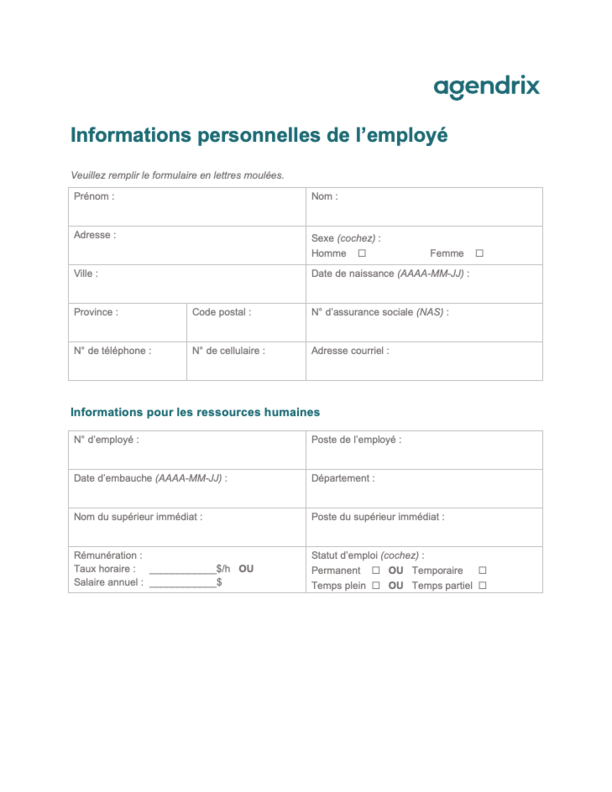 agendrix
Informations personnelles de l’employé
Veuillez remplir le formulaire en lettres moulées.
Prénom :
Nom :
Adresse :
Sexe (cochez) :
Homme ☐ Femme ☐
Ville :
Date de naissance (AAAA-MM-JJ) :
Province :
Code postal :
N° d’assurance sociale (NAS) :
N° de téléphone :
N° de cellulaire :
Adresse courriel :
Informations pour les ressources humaines
N° d’employé :
Poste de l’employé :
Date d’embauche (AAAA-MM-JJ) :
Département :
Nom du supérieur immédiat :
Poste du supérieur immédiat :
Rémunération :
Taux horaire : ____________$/h OU
Salaire annuel : ____________$
Statut d’emploi (cochez) :
Permanent ☐ OU Temporaire ☐
Temps plein ☐ OU Temps partiel ☐